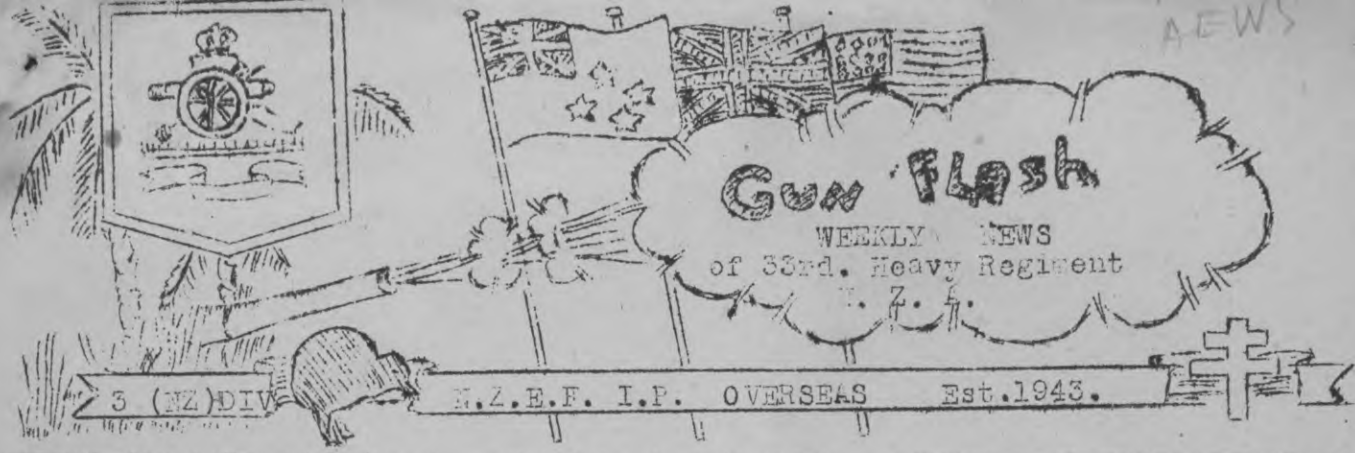 AEWS
Gun Flash
WEEKLY NEWS
of 33rd. Heavy Regiment
Z.
3 (NZ)DIV N.Z.E.F. I.P. OVERSEAS Est.1943.